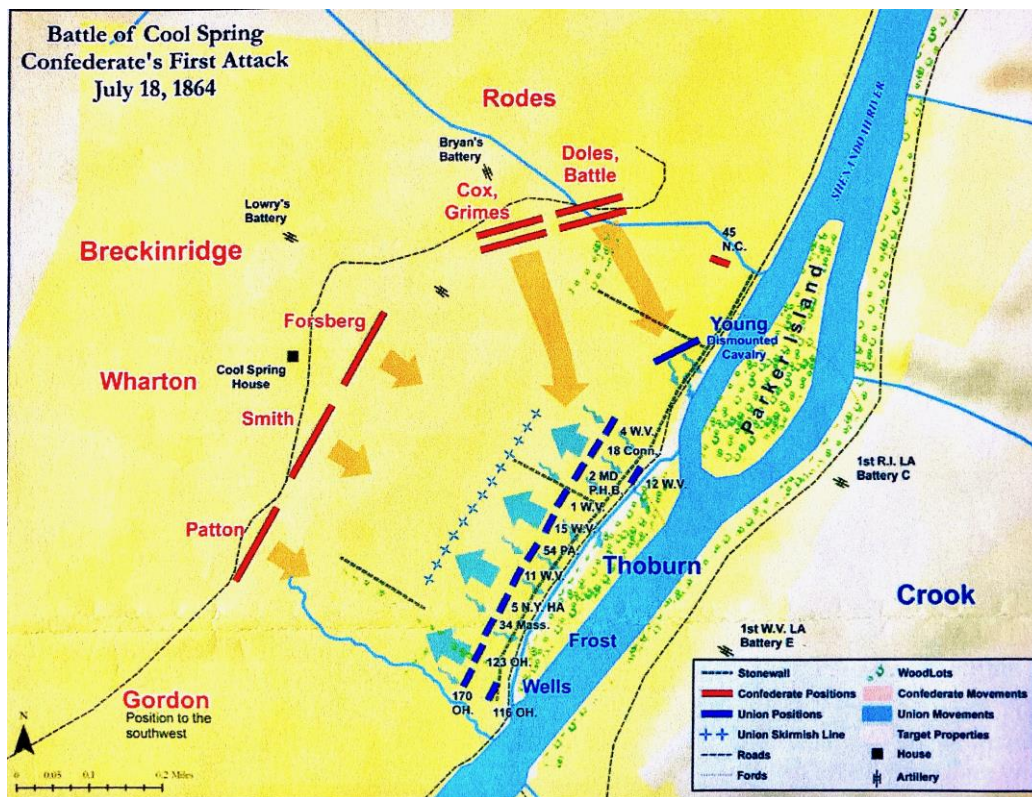 Battle of Cool Spring
Confederate's First Attack
July 18, 1864
Rodes
Bryan's
Battery
Doles,
Battle
Cox,
Grimes
Lowry's
Battery
SHENANDOAH RIVER
45
N.C.
Breckinridge
Parker Island
Forsberg
Young
Dismounted
Cavalry
Cool Spring
House
Wharton
Smith
4 W.V.
18 Conn.
2 MD
P.H.B.
12 W.V.
1st R.I. LA
Battery C
1 W.V.
15 W.V.
Patton
54 PA.
Thoburn
11 W.V.
Crook
5 N.Y. HA
34 Mass.
Frost
1st W.V. LA
Battery E
123 OH.
Wells
170
OH.
116 OH.
Gordon
Position to the
southwest
N
0 0.05 0.1 0.2 Miles
Stonewall
Confederate Positions
Union Positions
Union Skirmish Line
Roads
Fords
WoodLots
Confederate Movements
Union Movements
Target Properties
House
Artillery